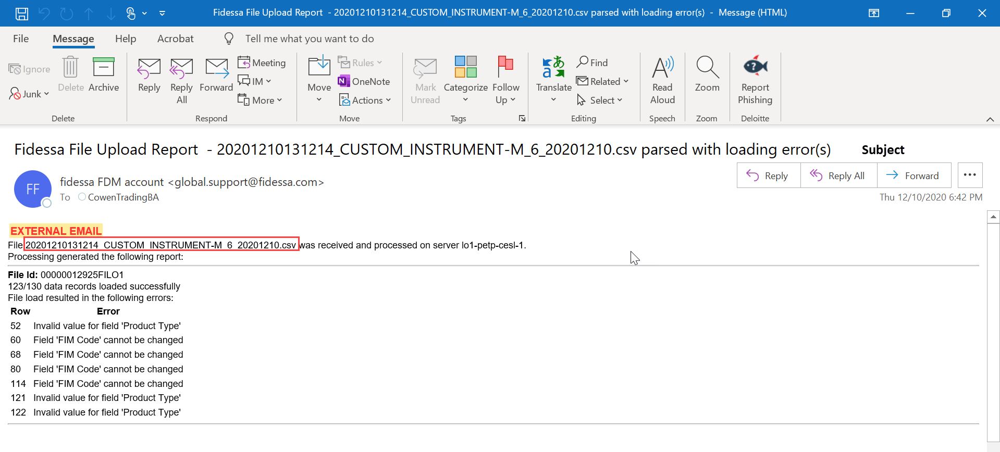 Fidessa File Upload Report - 20201210131214_CUSTOM_INSTRUMENT-M_6_20201210.csv parsed with loading error(s) - Message (HTML)
File Message Help Acrobat Tell me what you want to do
Ignore
Junk
Delete
Archive
Delete
Reply
Reply All
Forward
Meeting
IM
More
Respond
Move
Rules
OneNote
Actions
Move
Mark Unread
Categorize
Follow Up
Tags
Translate
Find
Related
Select
Editing
Read Aloud
Speech
Zoom
Zoom
Report Phishing
Deloitte
Fidessa File Upload Report - 20201210131214_CUSTOM_INSTRUMENT-M_6_20201210.csv parsed with loading error(s) Subject
FF
fidessa FDM account <global.support@fidessa.com>
To CowenTradingBA
Reply Reply All Forward
Thu 12/10/2020 6:42 PM
EXTERNAL EMAIL
File 20201210131214_CUSTOM_INSTRUMENT-M_6_20201210.csv was received and processed on server lo1-petp-cesl-1.
Processing generated the following report:
File Id: 00000012925FILO1
123/130 data records loaded successfully
File load resulted in the following errors:
Row Error
52 Invalid value for field 'Product Type'
60 Field 'FIM Code' cannot be changed
68 Field 'FIM Code' cannot be changed
80 Field 'FIM Code' cannot be changed
114 Field 'FIM Code' cannot be changed
121 Invalid value for field 'Product Type'
122 Invalid value for field 'Product Type'